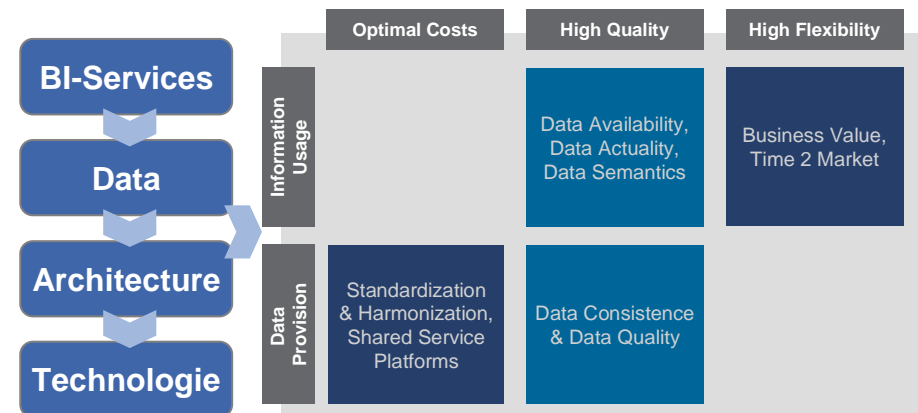 BI-Services
Data
Architecture
Technologie
Optimal Costs
High Quality
High Flexibility
Information
Usage
Data Availability,
Data Actuality,
Data Semantics
Business Value,
Time 2 Market
Data
Provision
Standardization
& Harmonization,
Shared Service
Platforms
Data Consistence
& Data Quality